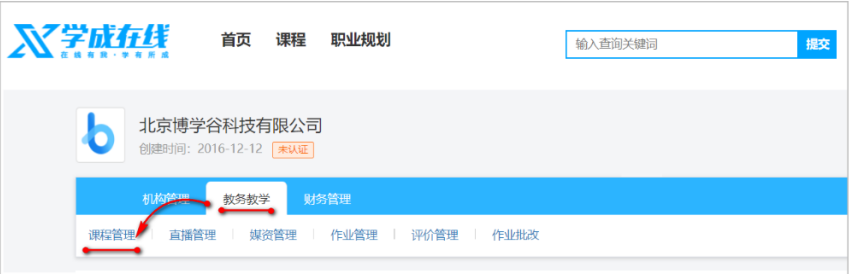 学成在线
在线有我·学有所成
首页 课程 职业规划
输入查询关键词 提交
北京博学谷科技有限公司
创建时间：2016-12-12 未认证
机构管理 教务教学 财务管理
课程管理 直播管理 媒资管理 作业管理 评价管理 作业批改